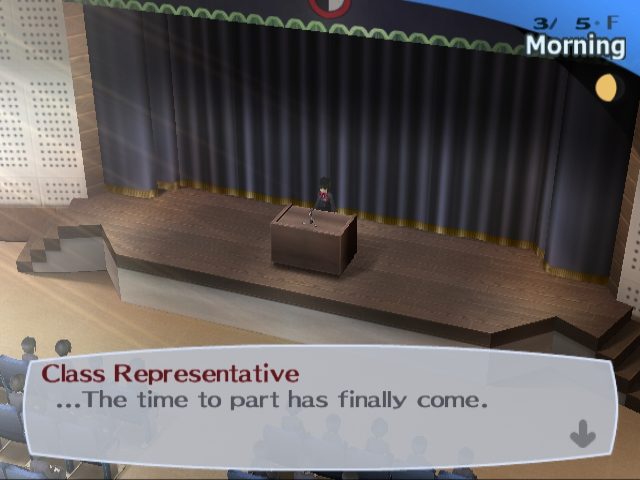 3/ 5・F
Morning
Class Representative
...The time to part has finally come.